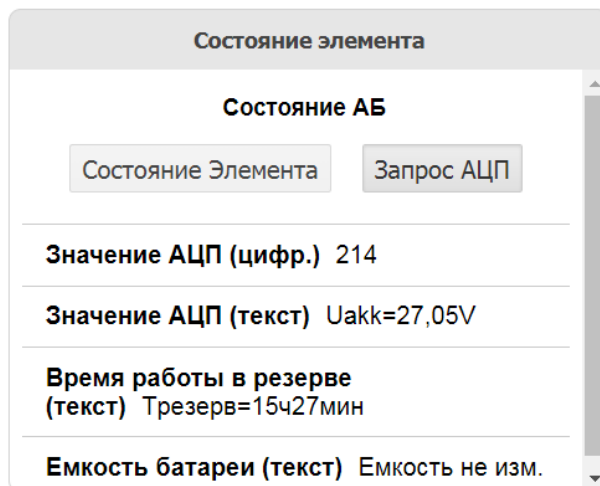 Состояние элемента
Состояние АБ
Состояние Элемента Запрос АЦП
Значение АЦП (цифр.) 214
Значение АЦП (текст) Uakk=27,05V
Время работы в резерве
(текст) Tрезерв=15ч27мин
Емкость батареи (текст) Емкость не изм.